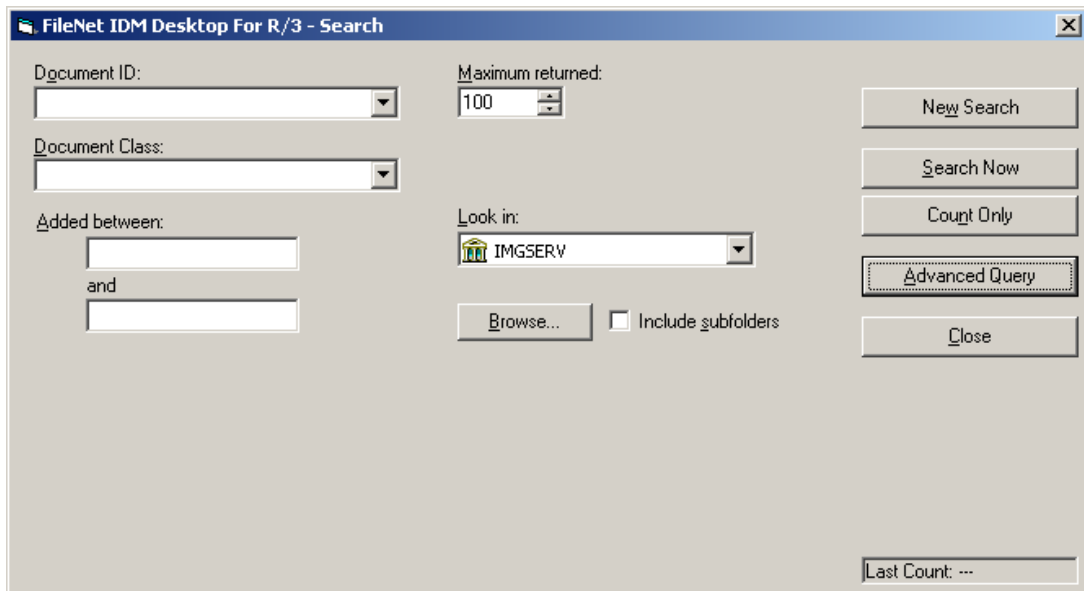 FileNet IDM Desktop For R/3 - Search
Document ID:
Maximum returned:
100
New Search
Document Class:
Search Now
Count Only
Added between:
Look in:
IMGSERV
Advanced Query
and
Browse...
Include subfolders
Close
Last Count: ---